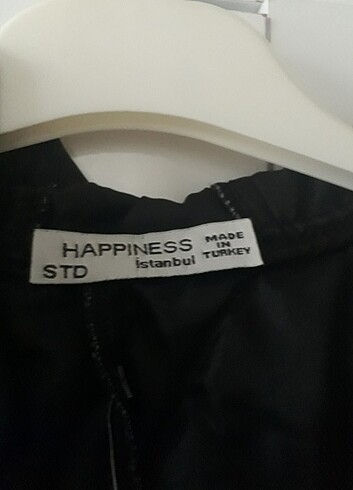 HAPPINESS
istanbul
STD
MADE
IN
TURKEY